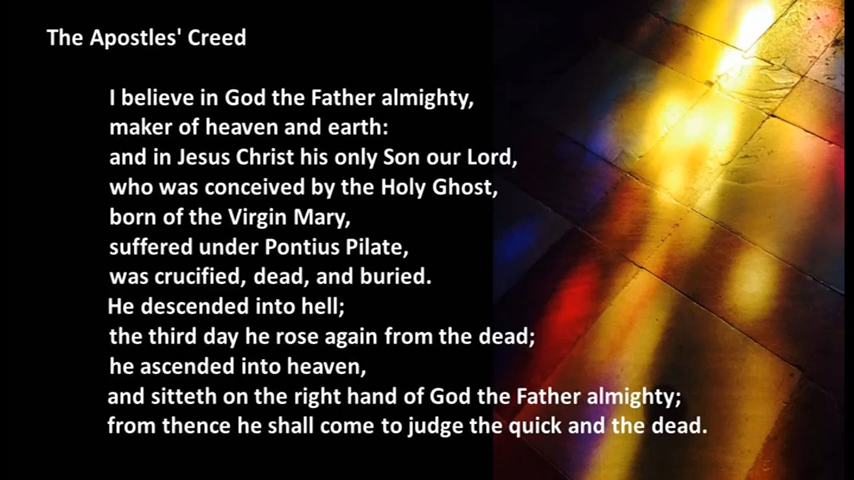 The Apostles' Creed
I believe in God the Father almighty,
maker of heaven and earth:
and in Jesus Christ his only Son our Lord,
who was conceived by the Holy Ghost,
born of the Virgin Mary,
suffered under Pontius Pilate,
was crucified, dead, and buried.
He descended into hell;
the third day he rose again from the dead;
he ascended into heaven,
and sitteth on the right hand of God the Father almighty;
from thence he shall come to judge the quick and the dead.